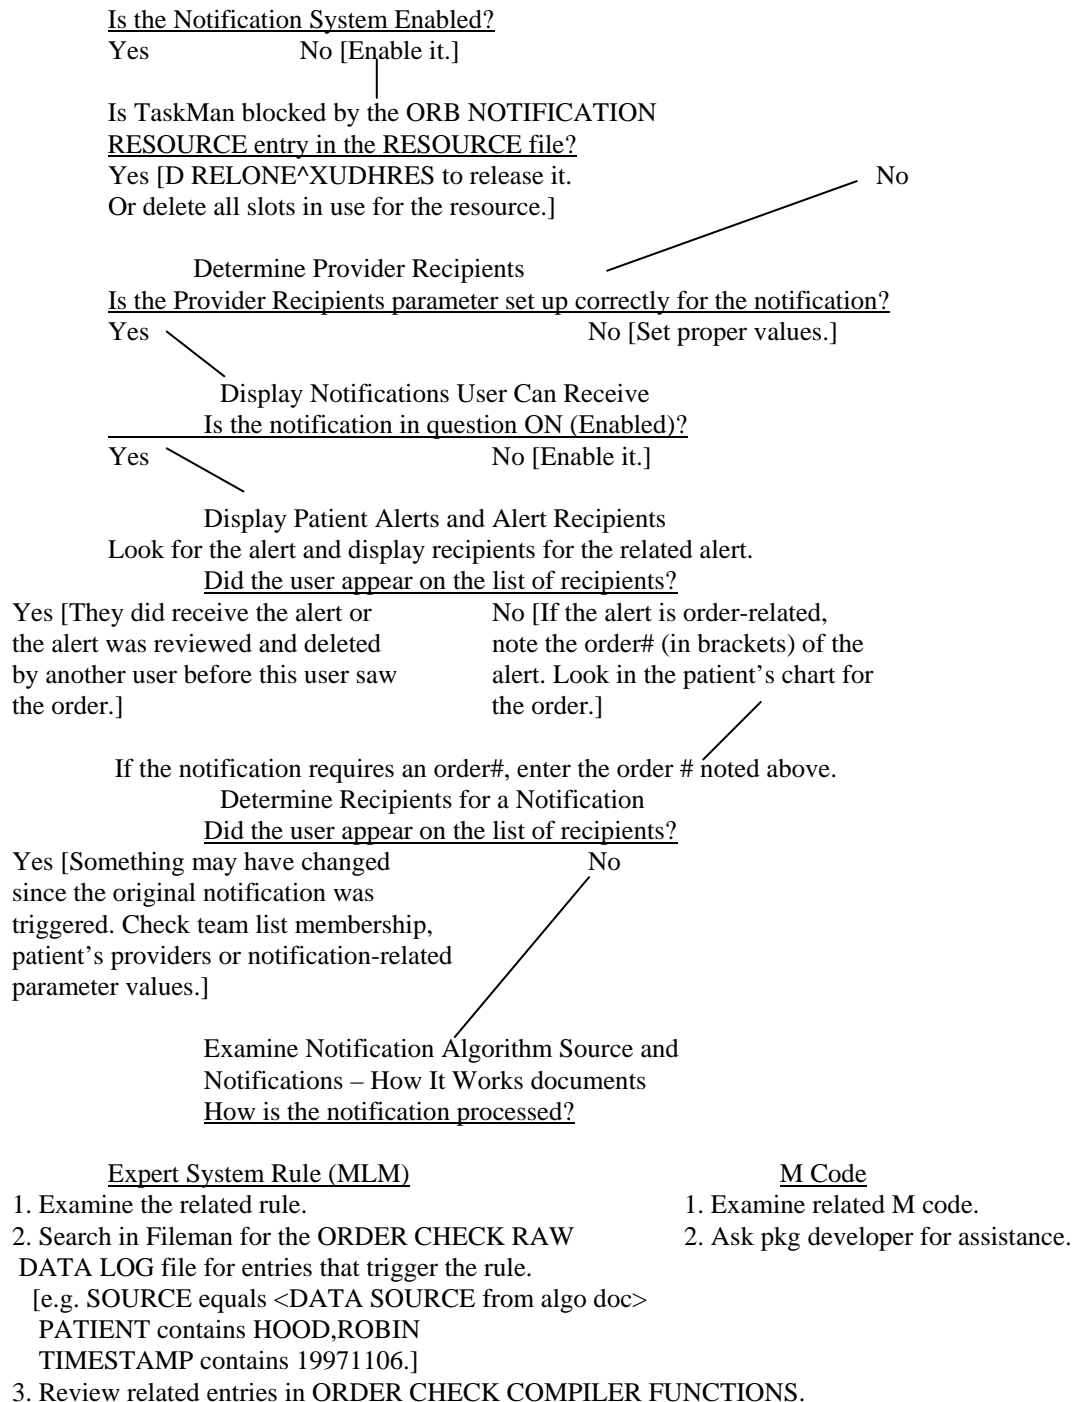 Is the Notification System Enabled?
Yes No [Enable it.]
Is TaskMan blocked by the ORB NOTIFICATION
RESOURCE entry in the RESOURCE file?
Yes [D RELONE^XUDHRES to release it. No
Or delete all slots in use for the resource.]
Determine Provider Recipients
Is the Provider Recipients parameter set up correctly for the notification?
Yes No [Set proper values.]
Display Notifications User Can Receive
Is the notification in question ON (Enabled)?
Yes No [Enable it.]
Display Patient Alerts and Alert Recipients
Look for the alert and display recipients for the related alert.
Did the user appear on the list of recipients?
Yes [They did receive the alert or
the alert was reviewed and deleted
by another user before this user saw
the order.]
No [If the alert is order-related,
note the order# (in brackets) of the
alert. Look in the patient's chart for
the order.]
If the notification requires an order#, enter the order # noted above.
Determine Recipients for a Notification
Did the user appear on the list of recipients?
Yes [Something may have changed
since the original notification was
triggered. Check team list membership,
patient's providers or notification-related
parameter values.]
No
Examine Notification Algorithm Source and
Notifications – How It Works documents
How is the notification processed?
Expert System Rule (MLM)
1. Examine the related rule.
2. Search in Fileman for the ORDER CHECK RAW
DATA LOG file for entries that trigger the rule.
[e.g. SOURCE equals <DATA SOURCE from algo doc>
PATIENT contains HOOD,ROBIN
TIMESTAMP contains 19971106.]
3. Review related entries in ORDER CHECK COMPILER FUNCTIONS.
M Code
1. Examine related M code.
2. Ask pkg developer for assistance.